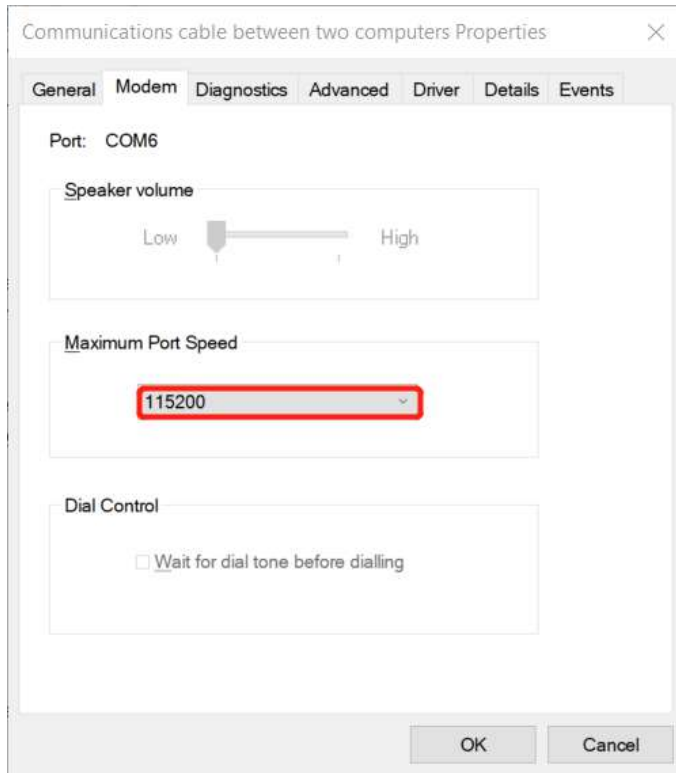 Communications cable between two computers Properties
General Modem Diagnostics Advanced Driver Details Events
Port: COM6
Speaker volume
Low High
Maximum Port Speed
115200
Dial Control
Wait for dial tone before dialling
OK Cancel